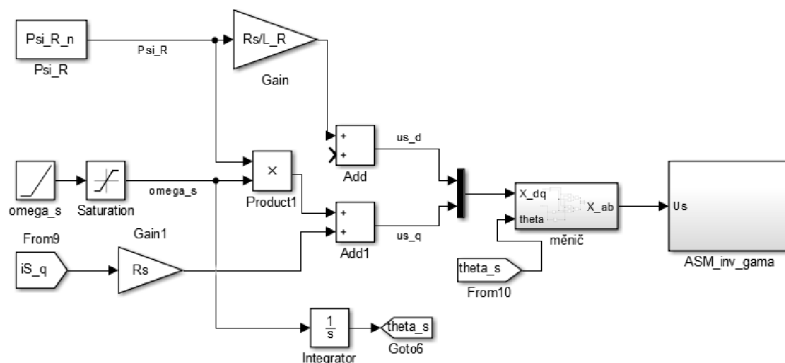 Psi_R_n
Psi_R
Psi_R
Rs/L_R
Gain
+
+
Add
us_d
omega_s
Saturation
omega_s
×
Product1
+
+
Add1
us_q
X_dq
theta
X_ab
měnič
Us
ASM_inv_gama
From9
iS_q
Gain1
Rs
theta_s
From10
1
s
Integrator
theta_s
Goto6